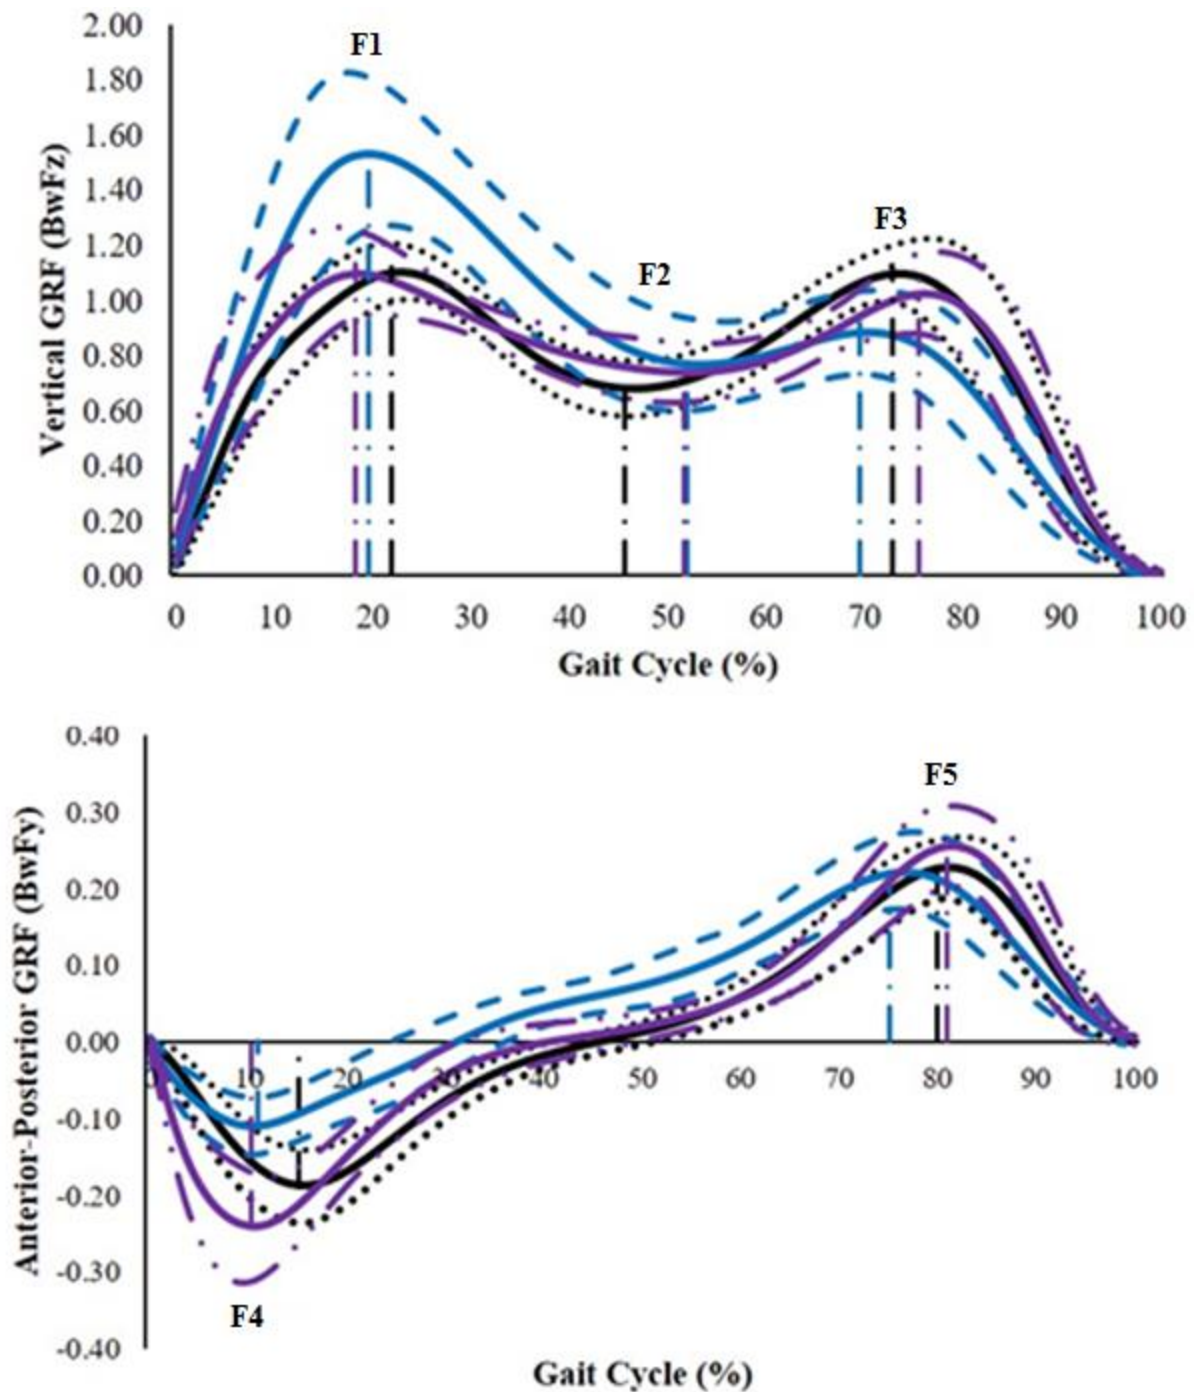 2.00
F1
1.80
1.60
1.40
F3
1.20
F2
1.00
0.80
0.60
0.40
0.20
0.00
Vertical GRF (BwFz)
0 10 20 30 40 50 60 70 80 90 100
Gait Cycle (%)
0.40
F5
0.30
0.20
0.10
0.00
0 10 20 30 40 50 60 70 80 90 100
-0.10
-0.20
-0.30
F4
-0.40
Anterior-Posterior GRF (BwFy)
Gait Cycle (%)